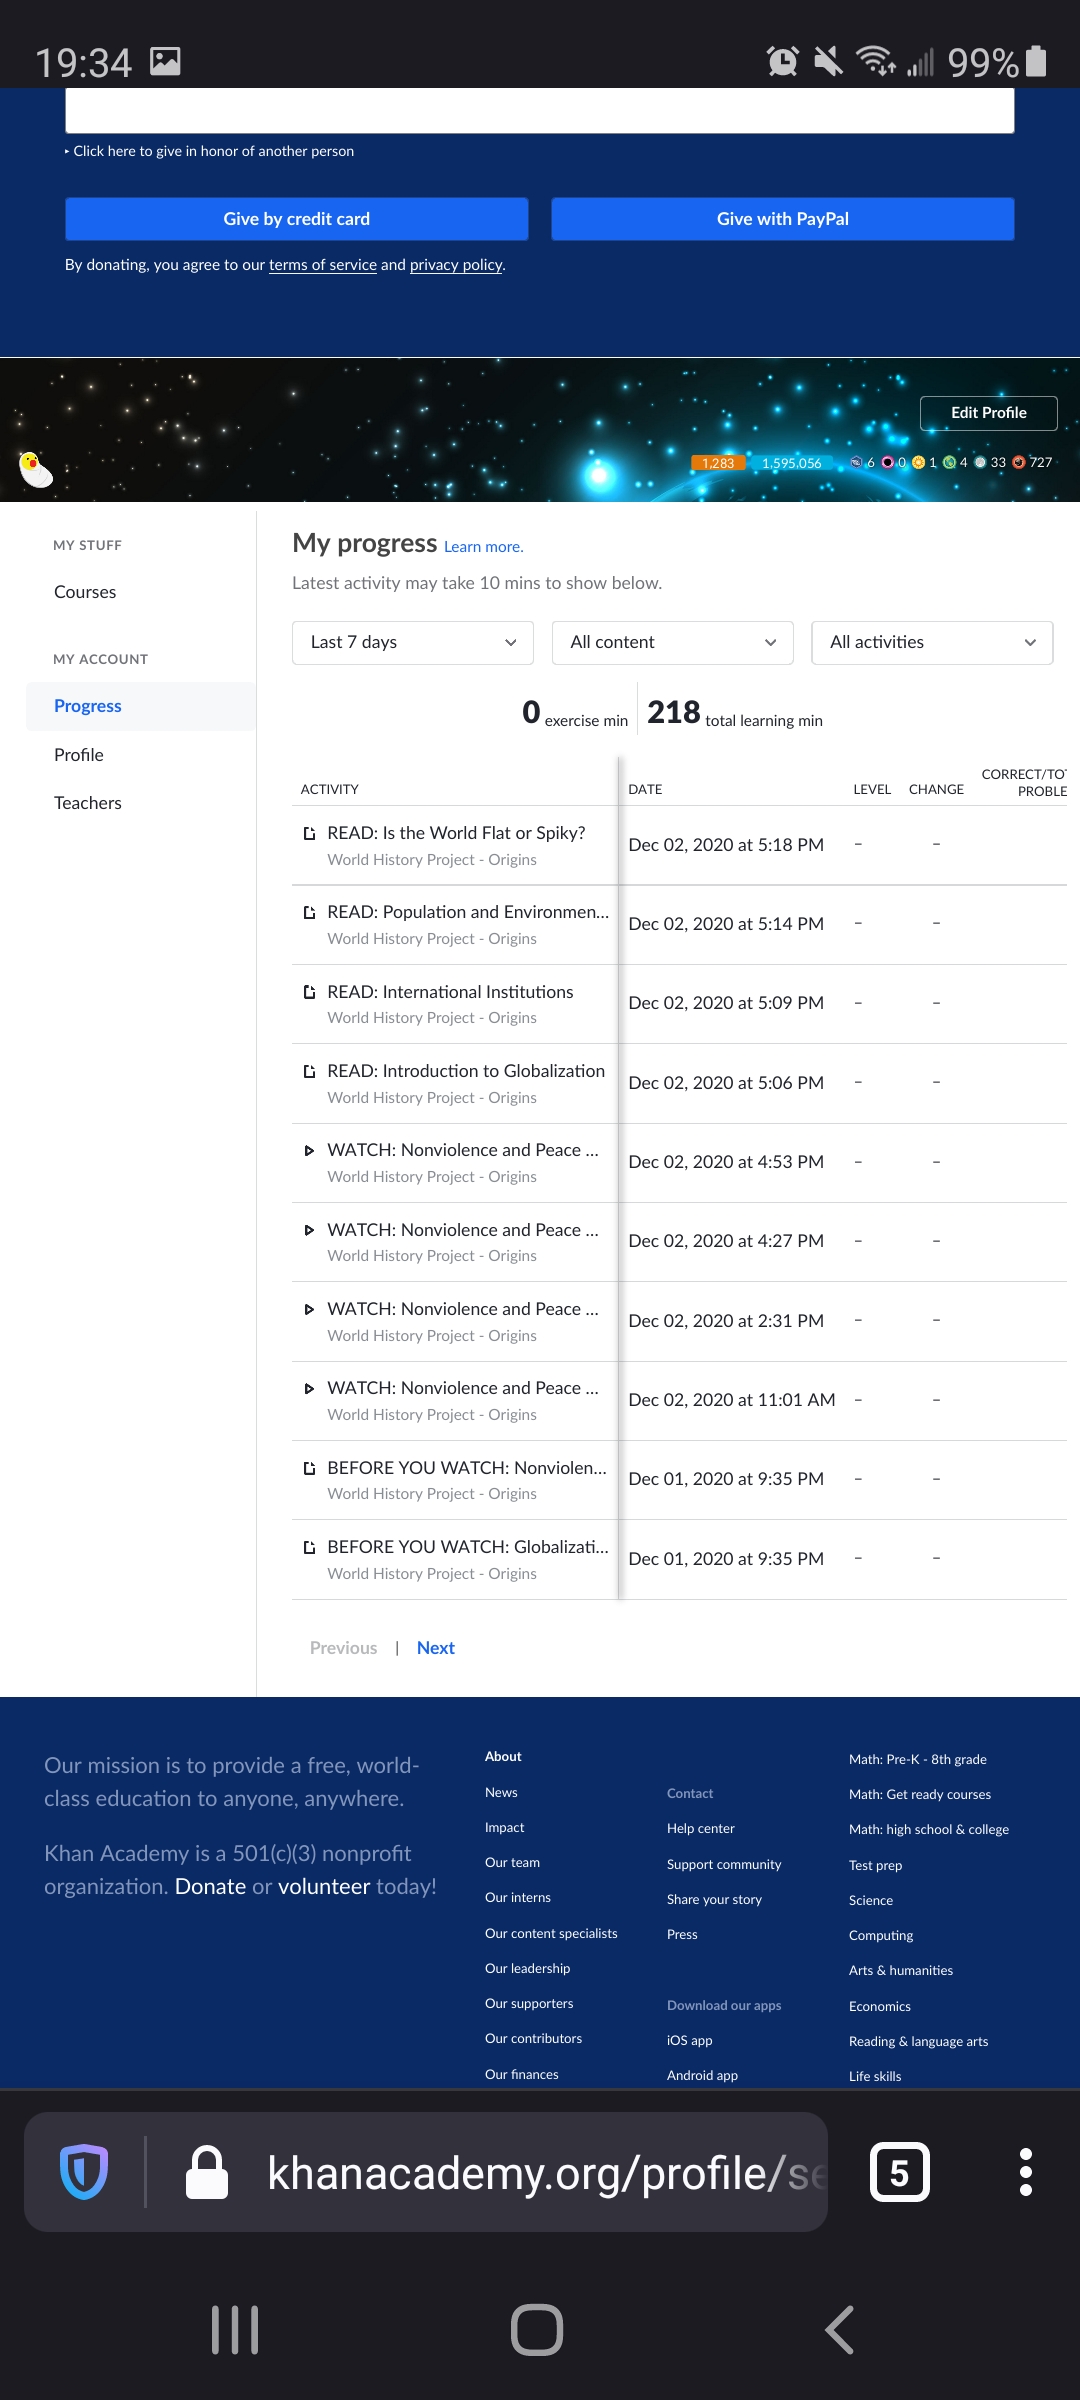 19:34
99%
Click here to give in honor of another person
Give by credit card
Give with PayPal
By donating, you agree to our terms of service and privacy policy.
Edit Profile
1,283 1,595,056 6 0 1 4 33 727
MY STUFF
Courses
MY ACCOUNT
Progress
Profile
Teachers
My progress Learn more.
Latest activity may take 10 mins to show below.
Last 7 days
All content
All activities
0 exercise min
218 total learning min
ACTIVITY DATE LEVEL CHANGE CORRECT/TOT
PROBLE
READ: Is the World Flat or Spiky?
World History Project - Origins
Dec 02, 2020 at 5:18 PM – –
READ: Population and Environmen...
World History Project - Origins
Dec 02, 2020 at 5:14 PM – –
READ: International Institutions
World History Project - Origins
Dec 02, 2020 at 5:09 PM – –
READ: Introduction to Globalization
World History Project - Origins
Dec 02, 2020 at 5:06 PM – –
WATCH: Nonviolence and Peace ...
World History Project - Origins
Dec 02, 2020 at 4:53 PM – –
WATCH: Nonviolence and Peace ...
World History Project - Origins
Dec 02, 2020 at 4:27 PM – –
WATCH: Nonviolence and Peace ...
World History Project - Origins
Dec 02, 2020 at 2:31 PM – –
WATCH: Nonviolence and Peace ...
World History Project - Origins
Dec 02, 2020 at 11:01 AM – –
BEFORE YOU WATCH: Nonviolen...
World History Project - Origins
Dec 01, 2020 at 9:35 PM – –
BEFORE YOU WATCH: Globalizati...
World History Project - Origins
Dec 01, 2020 at 9:35 PM – –
Previous | Next
Our mission is to provide a free, world-
class education to anyone, anywhere.
Khan Academy is a 501(c)(3) nonprofit
organization. Donate or volunteer today!
About
News
Impact
Our team
Our interns
Our content specialists
Our leadership
Our supporters
Our contributors
Our finances
Contact
Help center
Support community
Share your story
Press
Download our apps
iOS app
Android app
Math: Pre-K - 8th grade
Math: Get ready courses
Math: high school & college
Test prep
Science
Computing
Arts & humanities
Economics
Reading & language arts
Life skills
khanacademy.org/profile/se
5